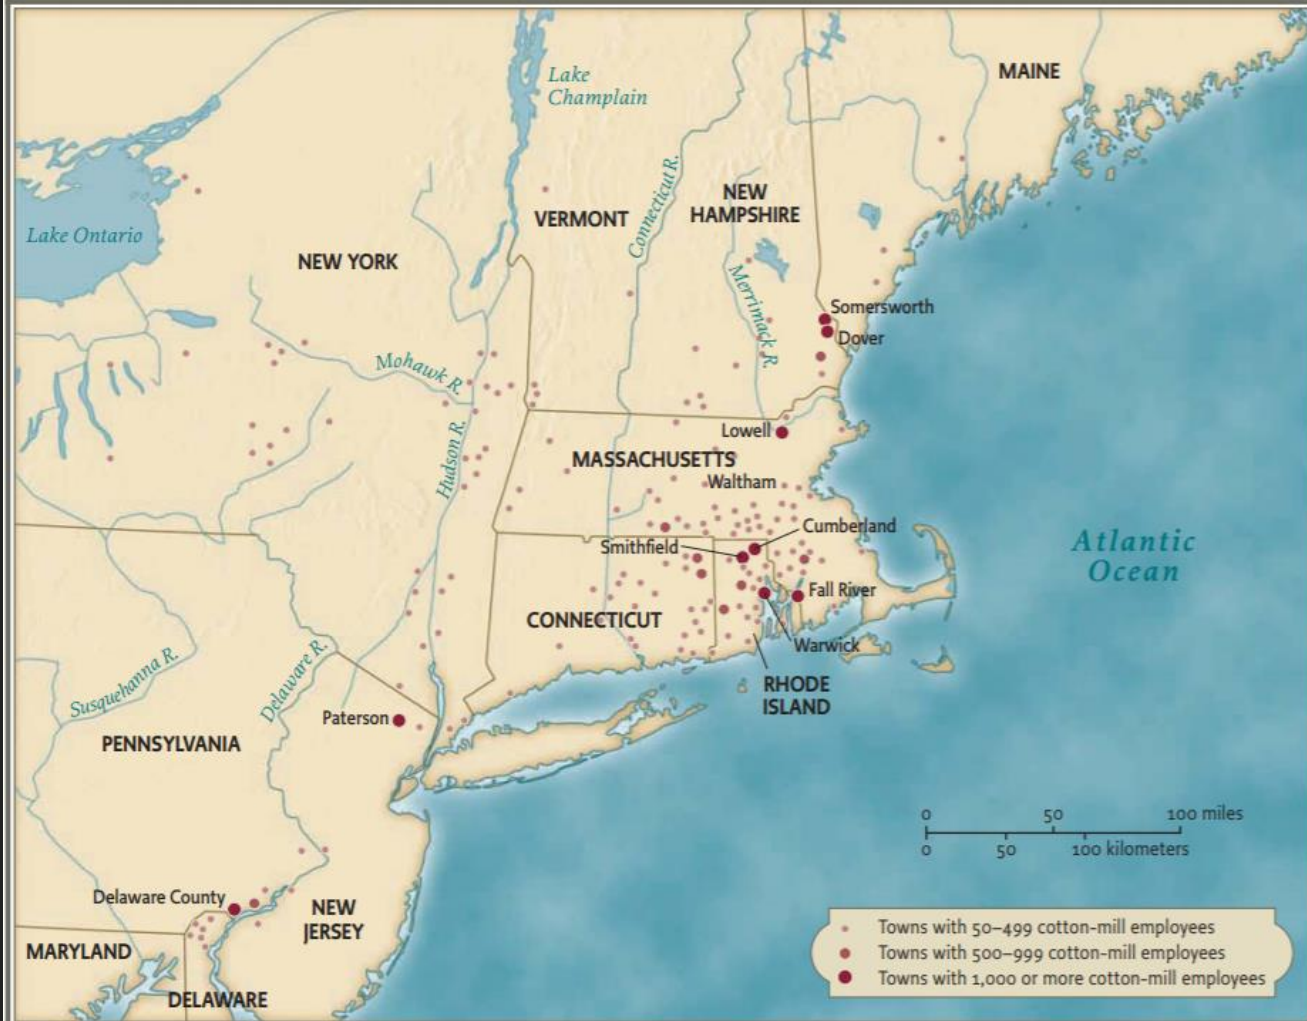 Lake
Champlain
MAINE
Connecticut R.
NEW
HAMPSHIRE
VERMONT
Lake Ontario
NEW YORK
Merrimack R.
Somersworth
Dover
Mohawk R.
Hudson R.
Lowell
MASSACHUSETTS
Waltham
Cumberland
Smithfield
Atlantic
Ocean
Fall River
CONNECTICUT
Warwick
RHODE
ISLAND
Susquehanna R.
Delaware R.
Paterson
PENNSYLVANIA
0 50 100 miles
0 50 100 kilometers
Delaware County
NEW
JERSEY
MARYLAND
DELAWARE
Towns with 50–499 cotton-mill employees
Towns with 500–999 cotton-mill employees
Towns with 1,000 or more cotton-mill employees